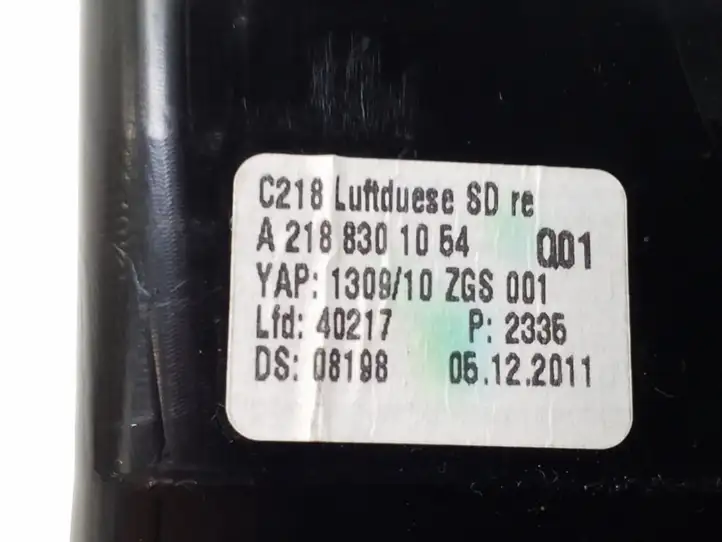 C218 Luftduese SD re
A 218 830 10 54 Q01
YAP: 1309/10 ZGS 001
Lfd: 40217 P: 2335
DS: 08198 05.12.2011